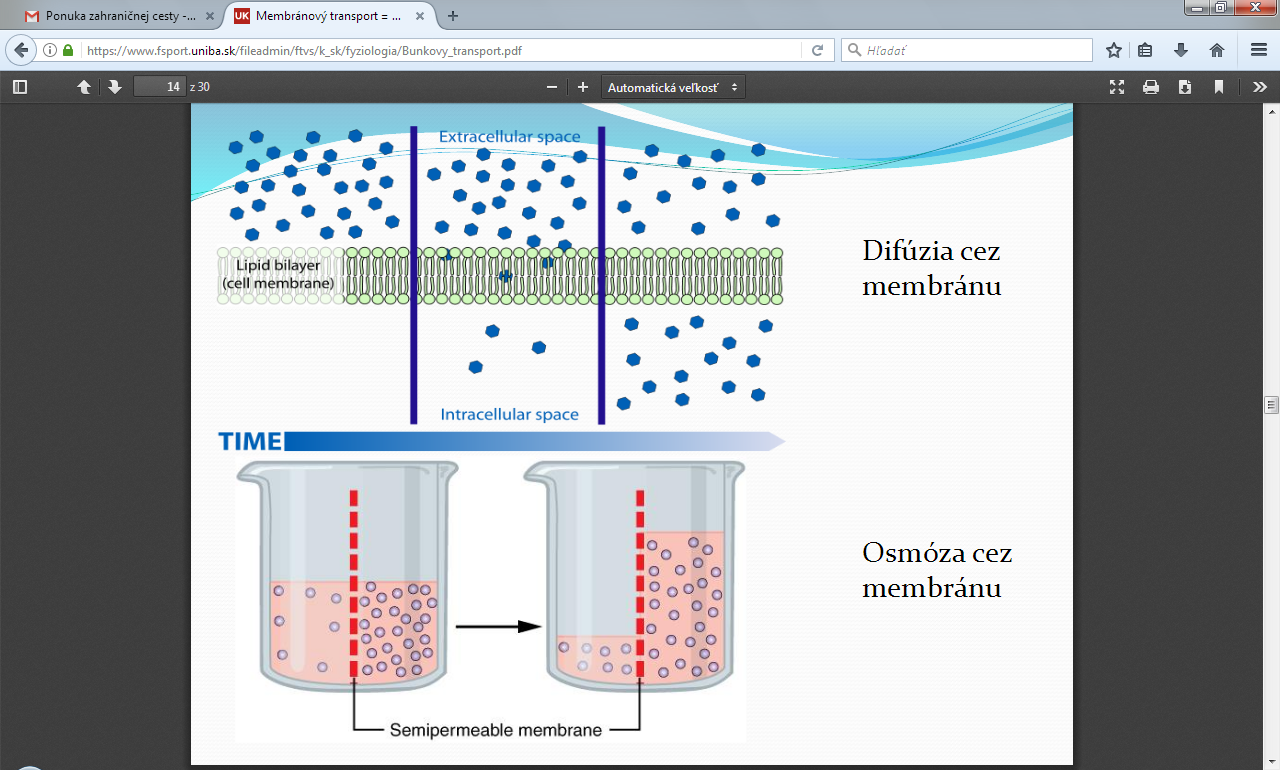 Ponuka zahraničnej cesty -...
Membránový transport = ...
https://www.fsport.uniba.sk/fileadmin/ftvs/k_sk/fyziologia/Bunkovy_transport.pdf
Hľadať
14 z 30
Automatická veľkosť
Extracellular space
Lipid bilayer
(cell membrane)
Difúzia cez
membránu
Intracellular space
TIME
Osmóza cez
membránu
Semipermeable membrane